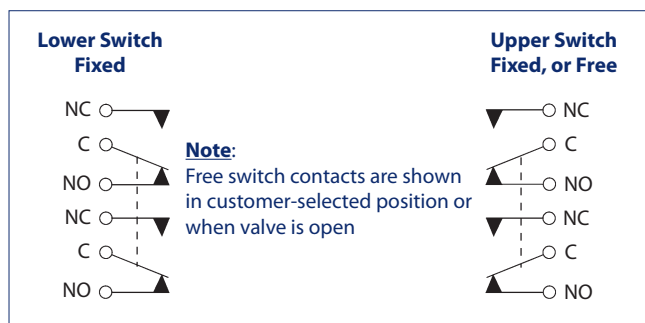 Lower Switch
Fixed
NC
C
NO
NC
C
NO
Note:
Free switch contacts are shown
in customer-selected position or
when valve is open
Upper Switch
Fixed, or Free
NC
C
NO
NC
C
NO